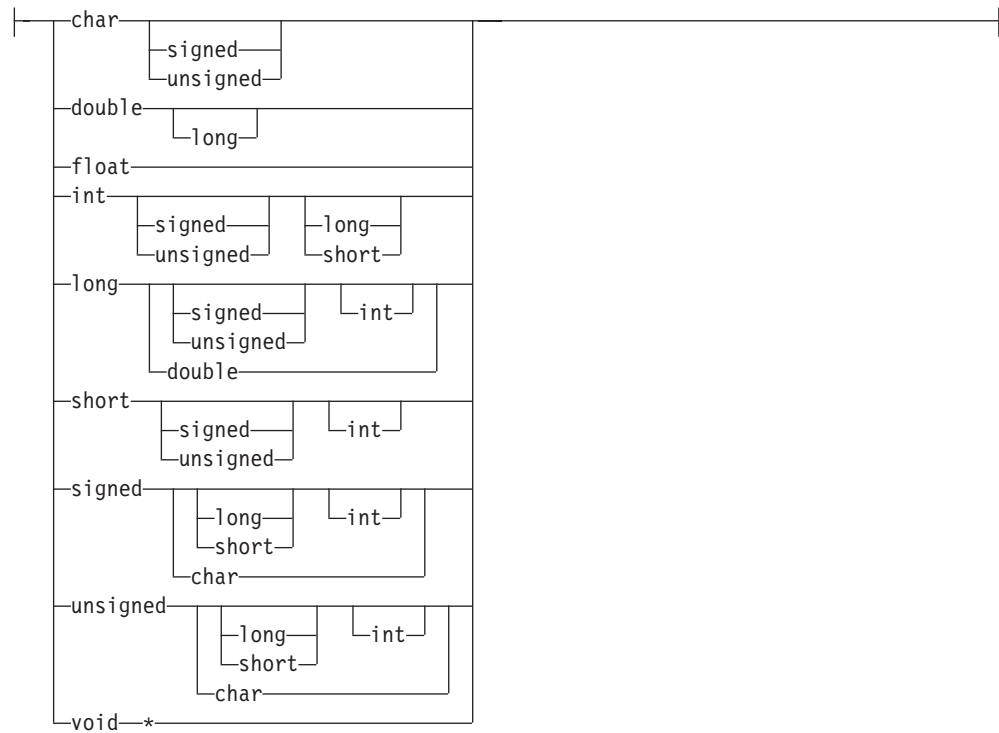 char
signed
unsigned
double
long
float
int
signed long
unsigned short
long
signed int
unsigned
double
short
signed int
unsigned
signed
long int
short
char
unsigned
long int
short
char
void *